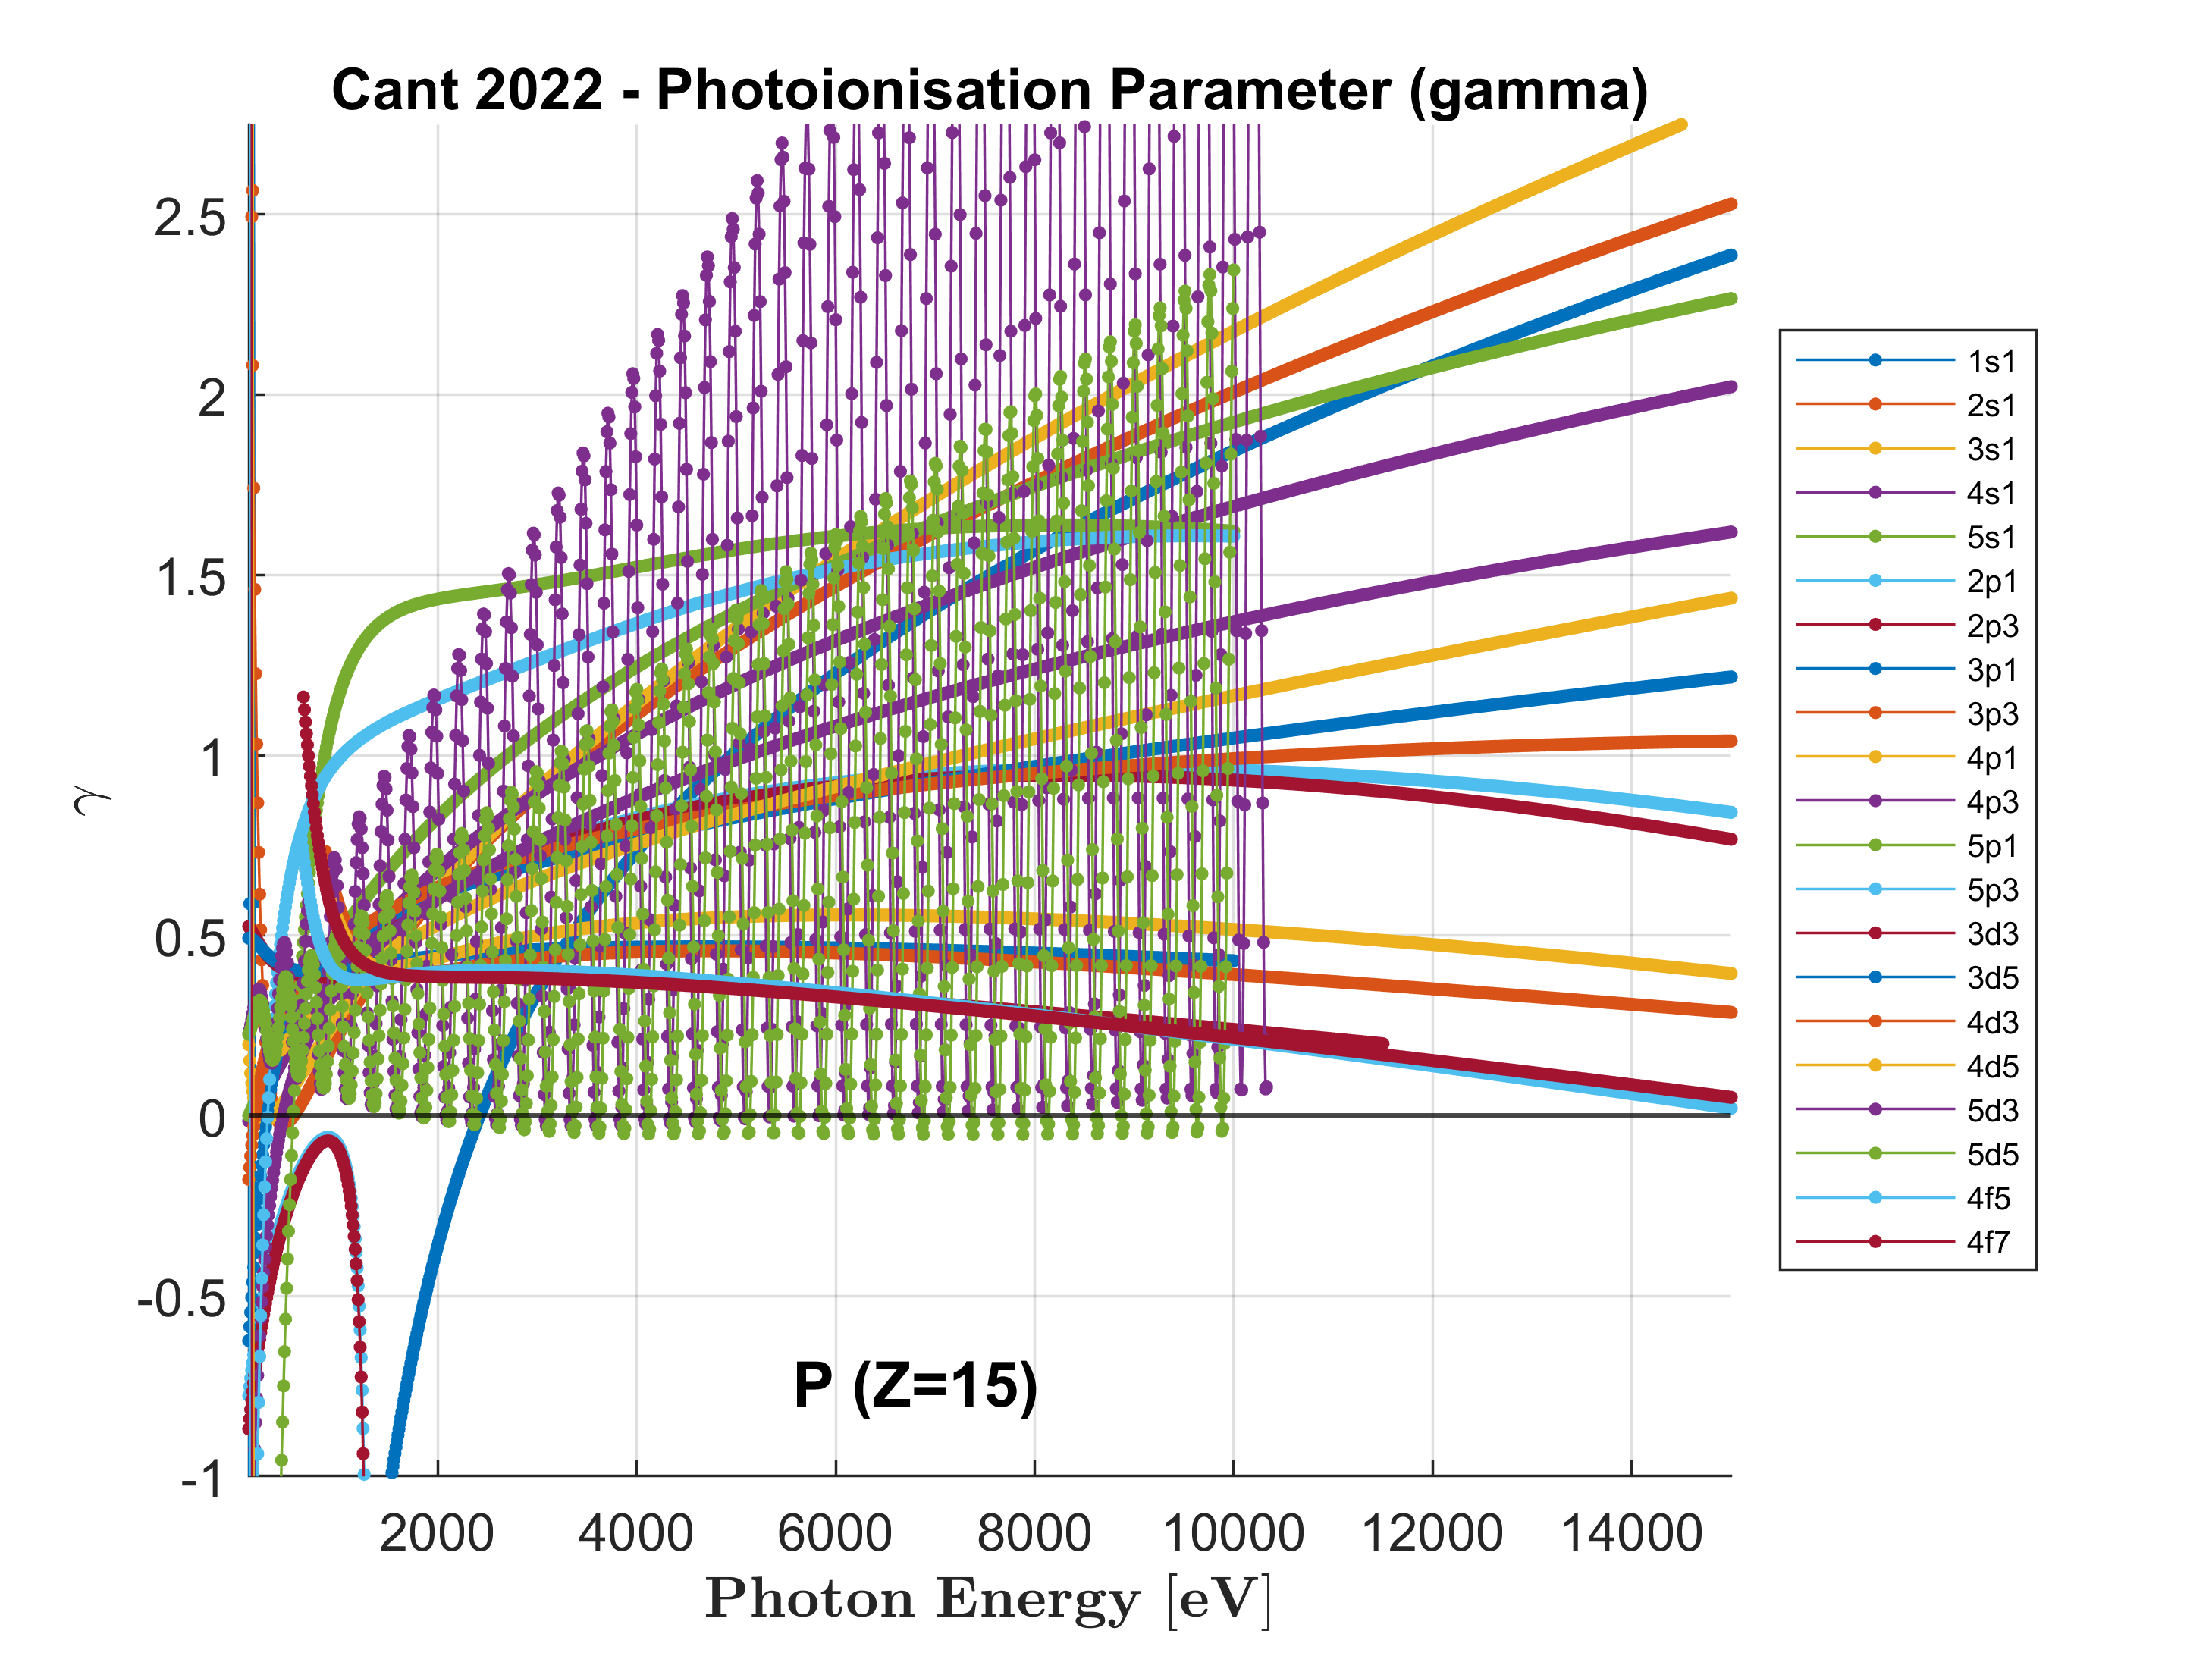 Cant 2022 - Photoionisation Parameter (gamma)
2.5
2
1.5
1
0.5
0
-0.5
-1
γ
2000 4000 6000 8000 10000 12000 14000
Photon Energy [eV]
P (Z=15)
1s1
2s1
3s1
4s1
5s1
2p1
2p3
3p1
3p3
4p1
4p3
5p1
5p3
3d3
3d5
4d3
4d5
5d3
5d5
4f5
4f7